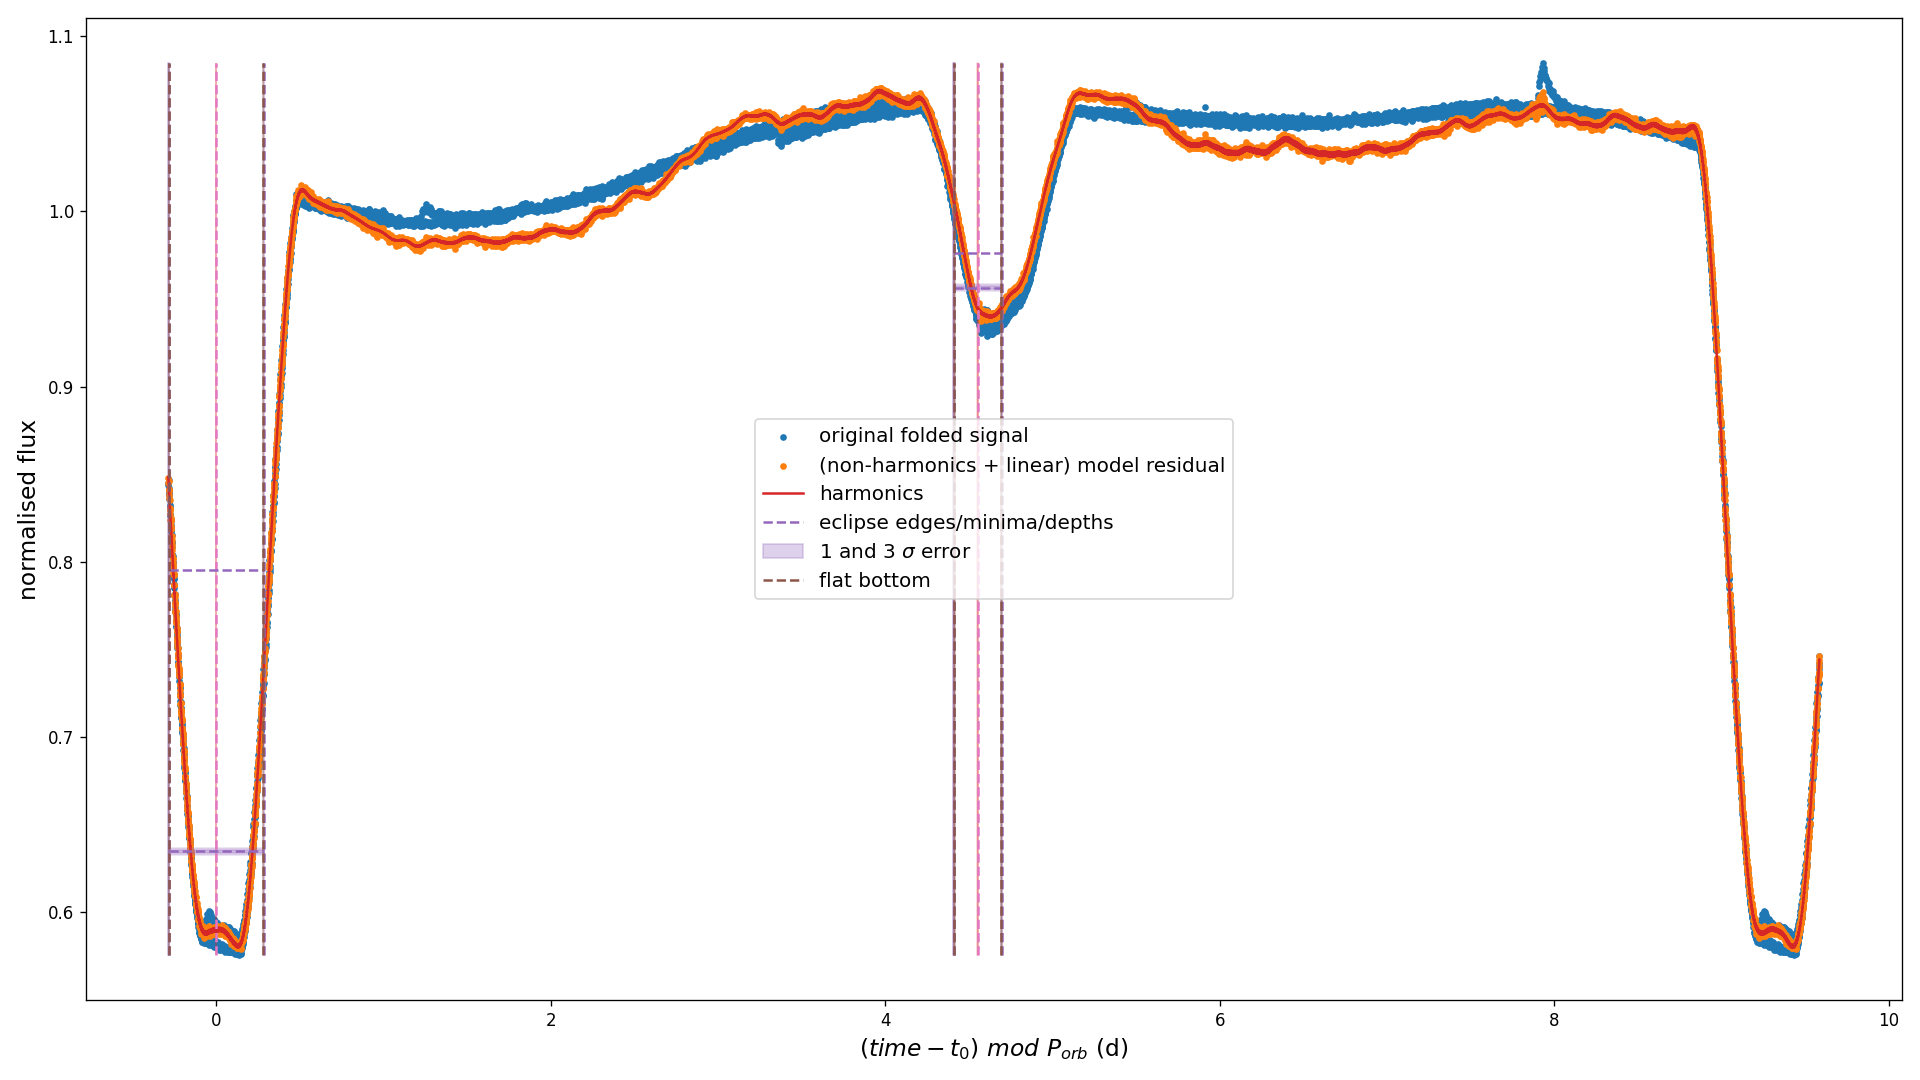 1.1
1.0
0.9
0.8
0.7
0.6
normalised flux
original folded signal
(non-harmonics + linear) model residual
harmonics
eclipse edges/minima/depths
1 and 3 σ error
flat bottom
0 2 4 6 8 10
(time − t₀) mod P_orb (d)